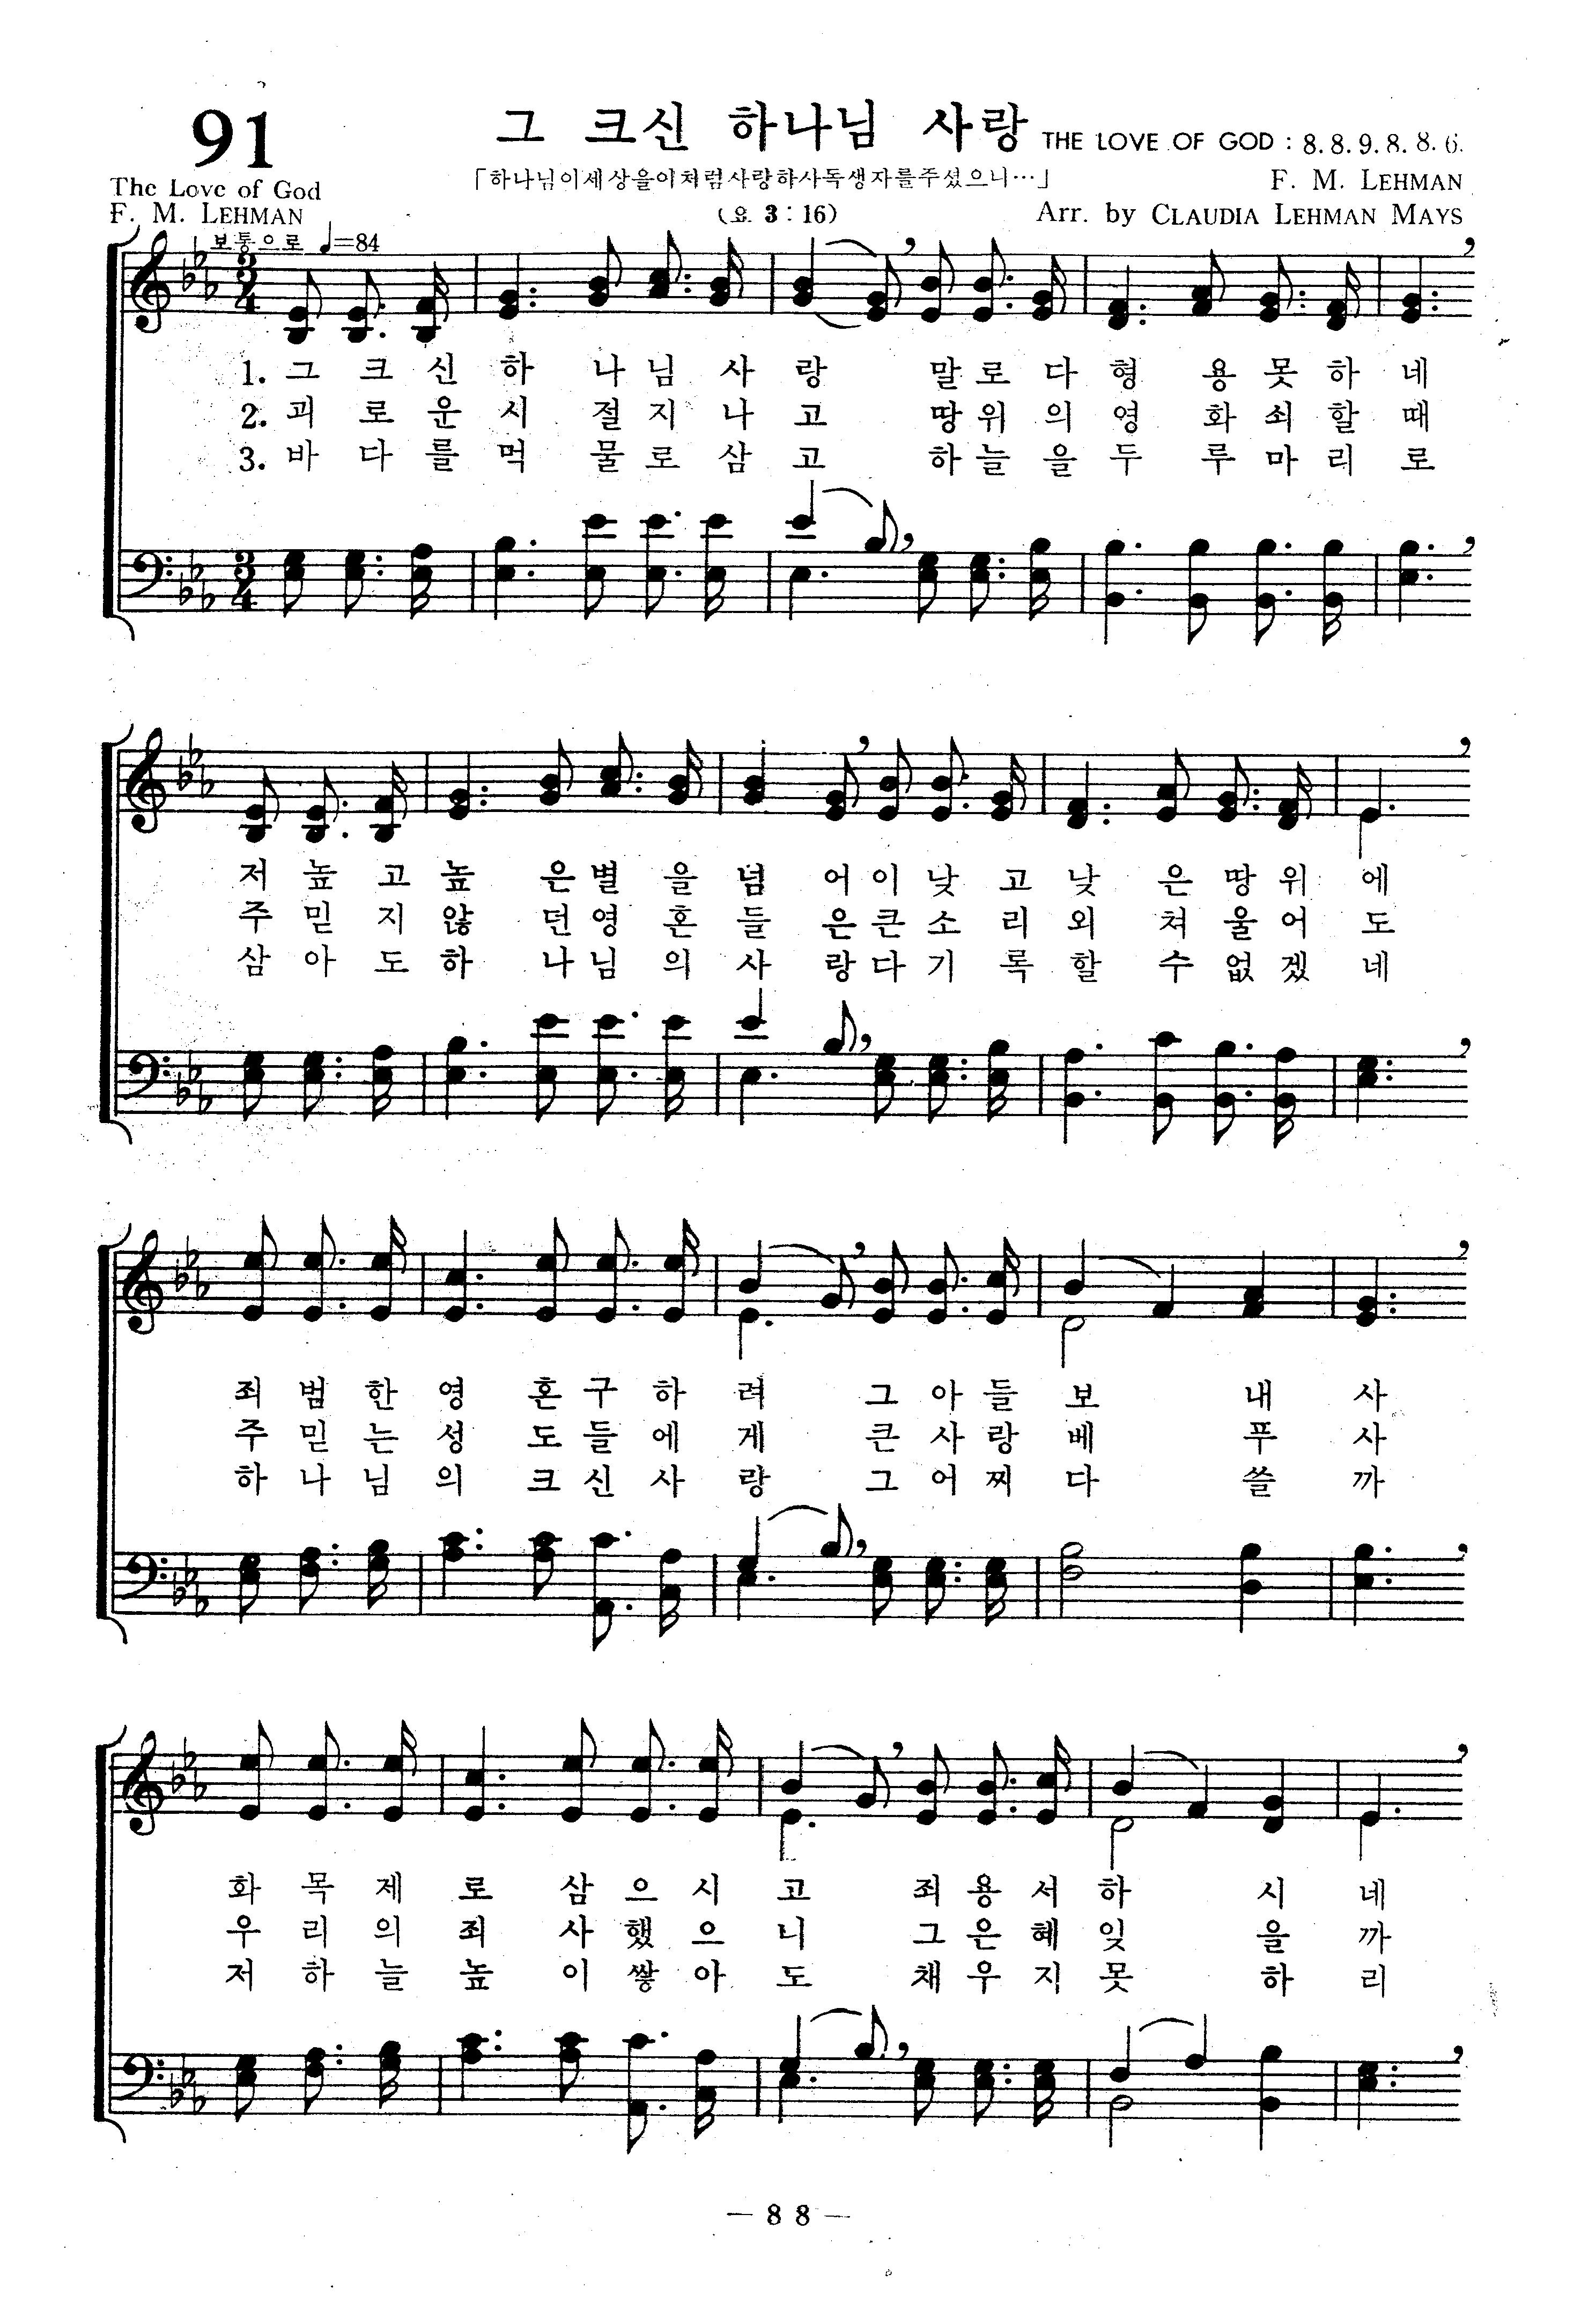 91
그 크신 하나님 사랑 THE LOVE OF GOD : 8. 8. 9. 8. 8. 8. 6.
The Love of God
「하나님이세상을이처럼사랑하사독생자를주셨으니…」
F. M. LEHMAN
F. M. LEHMAN
(요 3 : 16)
Arr. by CLAUDIA LEHMAN MAYS
보통으로 ♩=84
1. 그 크 신 하 나 님 사 랑 말 로 다 형 용 못 하 네
2. 괴 로 운 시 절 지 나 고 땅 위 의 영 화 쇠 할 때
3. 바 다 를 먹 물 로 삼 고 하 늘 을 두 루 마 리 로
저 높 고 높 은 별 을 넘 어 이 낮 고 낮 은 땅 위 에
주 믿 지 않 던 영 혼 들 은 큰 소 리 외 쳐 울 어 도
삼 아 도 하 나 님 의 사 랑 다 기 록 할 수 없 겠 네
죄 범 한 영 혼 구 하 려 그 아 들 보 내 사
주 믿 는 성 도 들 에 게 큰 사 랑 베 푸 사
하 나 님 의 크 신 사 랑 그 어 찌 다 쓸 까
화 목 제 로 삼 으 시 고 죄 용 서 하 시 네
우 리 의 죄 사 했 으 니 그 은 혜 잊 을 까
저 하 늘 높 이 쌓 아 도 채 우 지 못 하 리
— 8 8 —